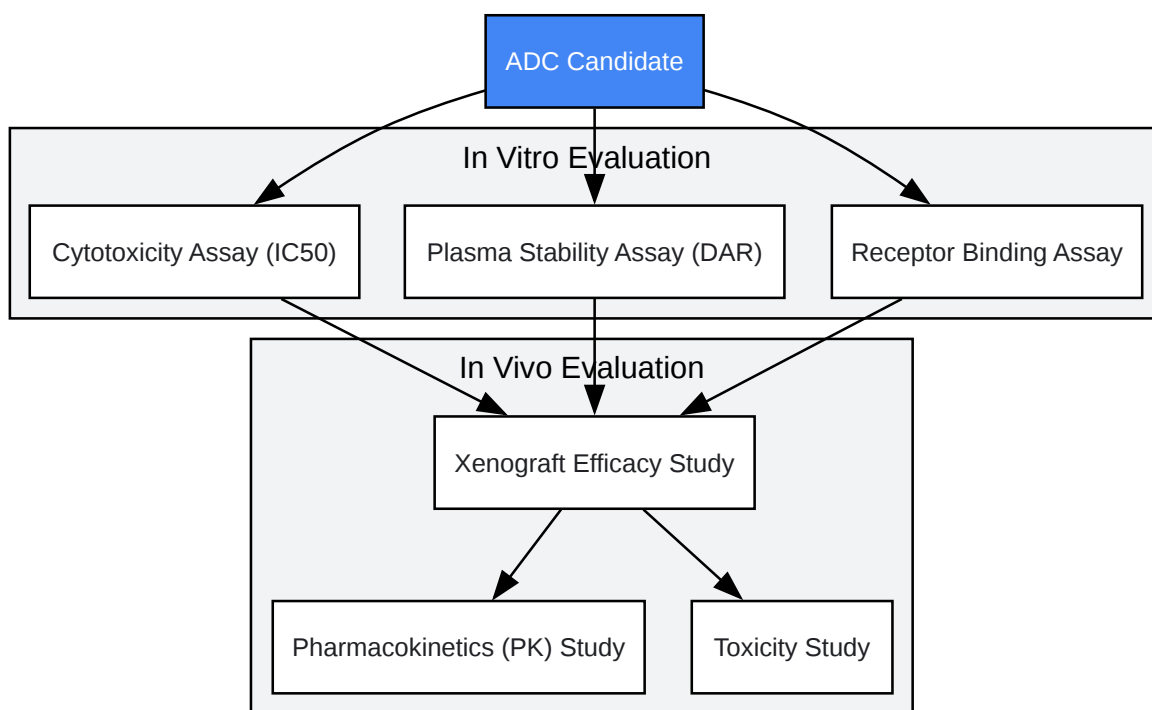 ADC Candidate
In Vitro Evaluation
Cytotoxicity Assay (IC50)
Plasma Stability Assay (DAR)
Receptor Binding Assay
In Vivo Evaluation
Xenograft Efficacy Study
Pharmacokinetics (PK) Study
Toxicity Study